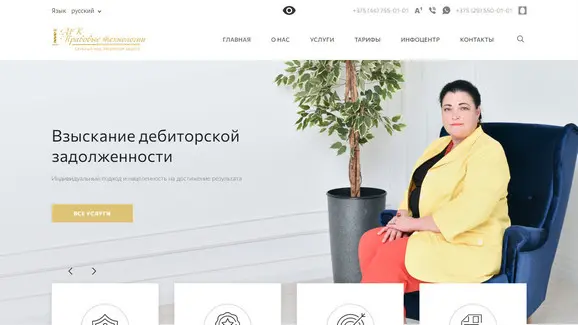 Язык русский
+375 (44) 755-01-01
+375 (29) 550-01-01
Правовые технологии
ГЛАВНАЯ О НАС УСЛУГИ ТАРИФЫ ИНФОЦЕНТР КОНТАКТЫ
Взыскание дебиторской
задолженности
Индивидуальный подход и нацеленность на достижение результата
ВСЕ УСЛУГИ